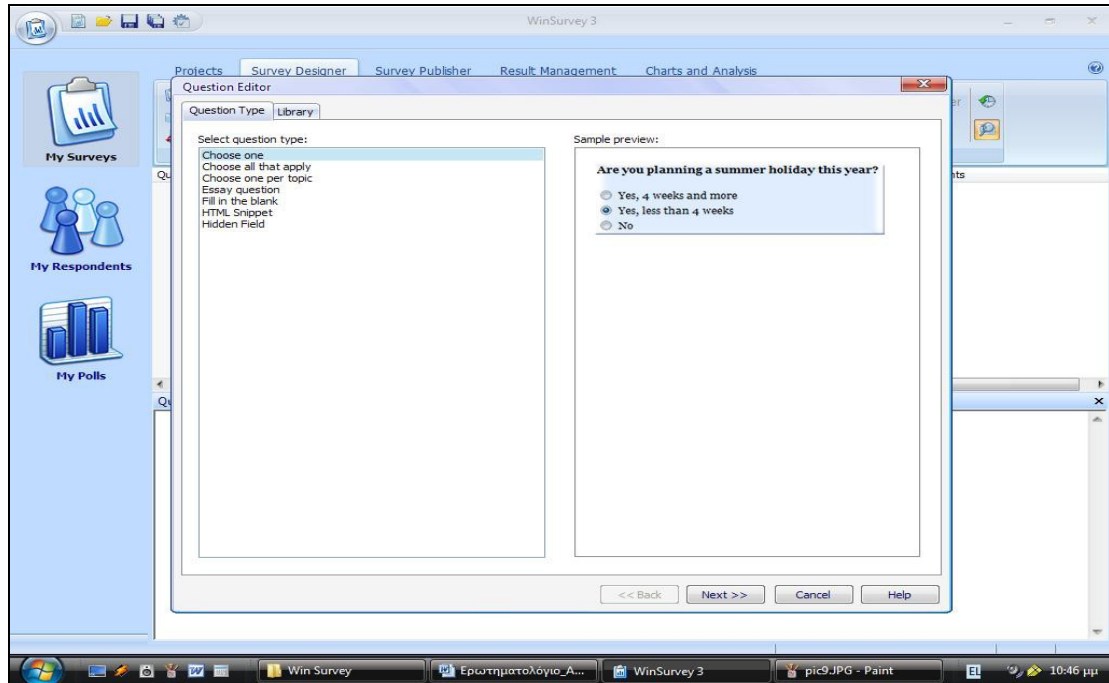 WinSurvey 3
Projects Survey Designer Survey Publisher Result Management Charts and Analysis
Question Editor
Question Type Library
Select question type:
Choose one
Choose all that apply
Choose one per topic
Essay question
Fill in the blank
HTML Snippet
Hidden Field
Sample preview:
Are you planning a summer holiday this year?
Yes, 4 weeks and more
Yes, less than 4 weeks
No
<< Back Next >> Cancel Help
My Surveys
My Respondents
My Polls
Win Survey Ερωτηματολόγιο_Α... WinSurvey 3 pic9.JPG - Paint EL 10:46 μμ